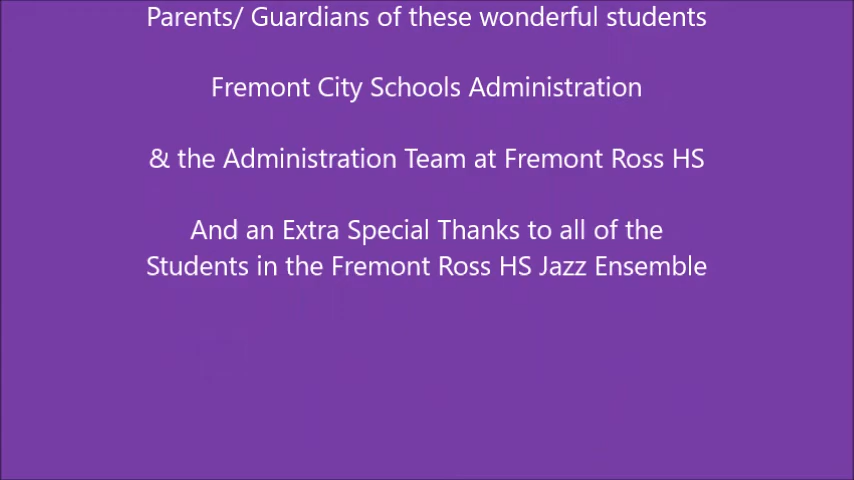 Parents/ Guardians of these wonderful students
Fremont City Schools Administration
& the Administration Team at Fremont Ross HS
And an Extra Special Thanks to all of the
Students in the Fremont Ross HS Jazz Ensemble